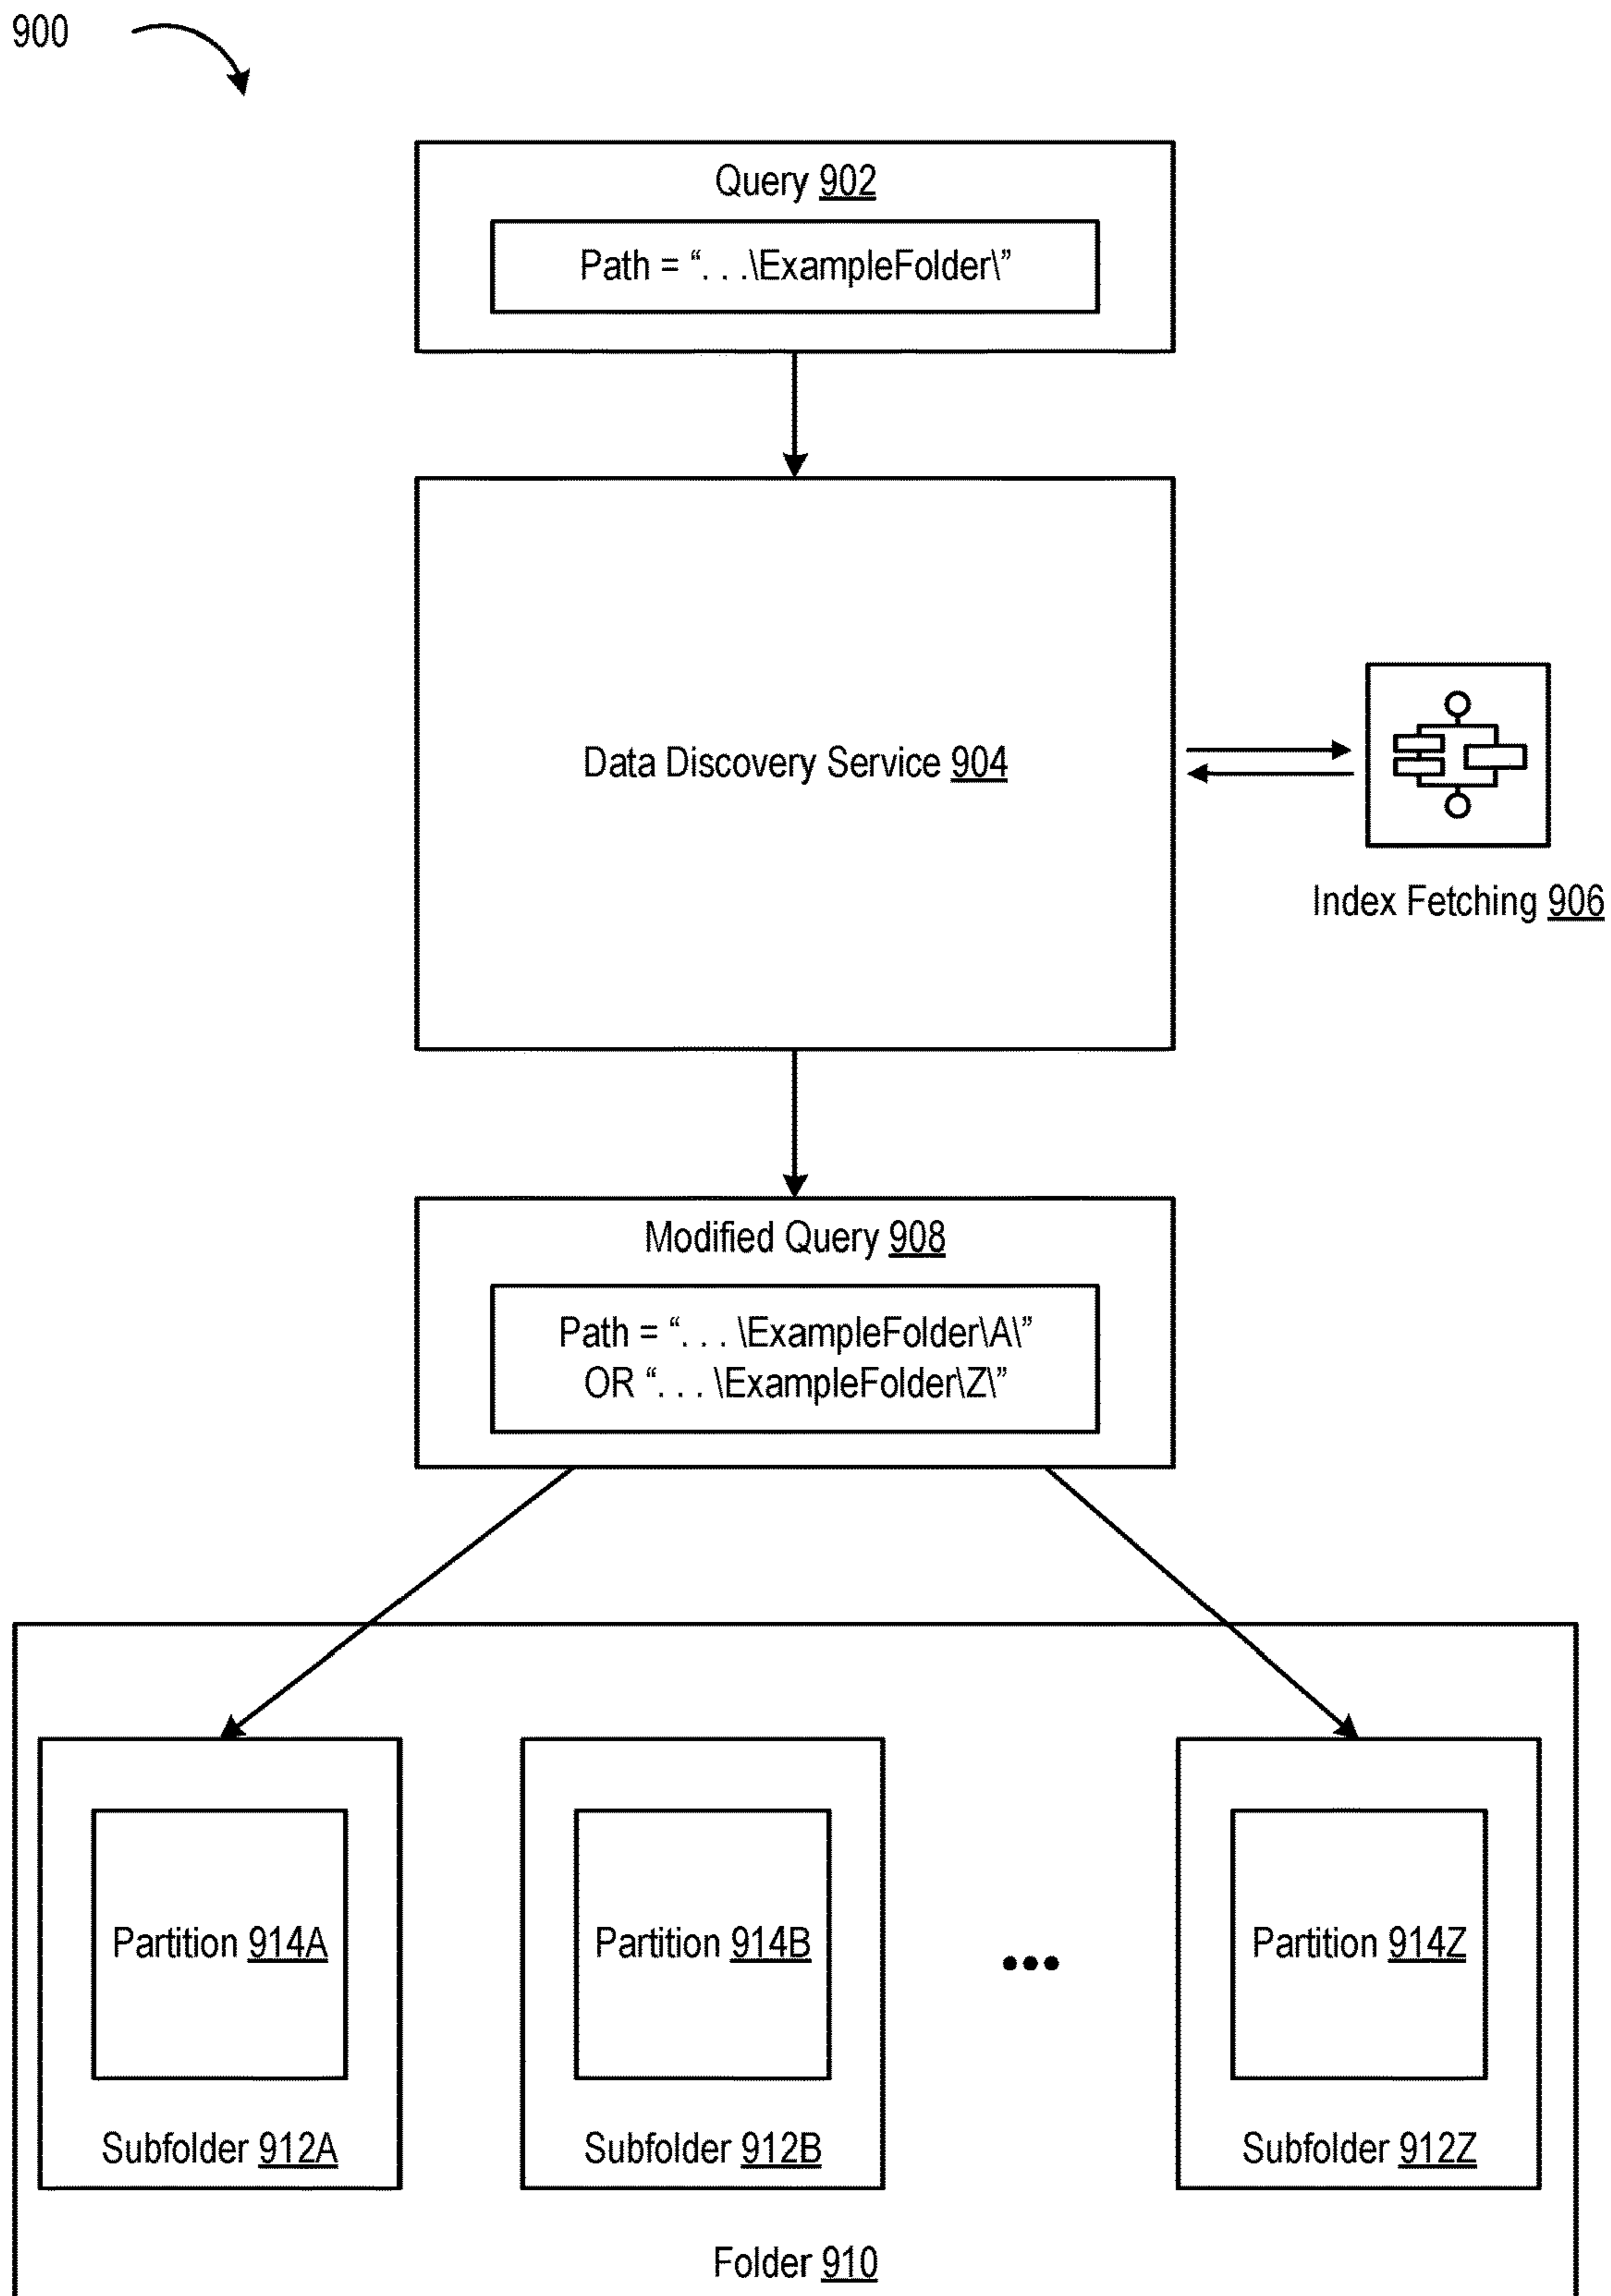 900
Query 902
Path = “. . .\ExampleFolder\”
Data Discovery Service 904
Index Fetching 906
Modified Query 908
Path = “. . . \ExampleFolder\A\”
OR “. . . \ExampleFolder\Z\”
Partition 914A
Partition 914B
Partition 914Z
Subfolder 912A
Subfolder 912B
Subfolder 912Z
Folder 910